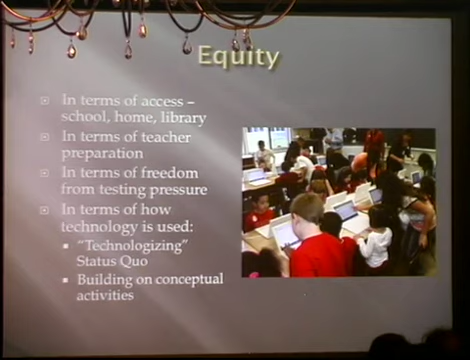 Equity
In terms of access –
school, home, library
In terms of teacher
preparation
In terms of freedom
from testing pressure
In terms of how
technology is used:
"Technologizing"
Status Quo
Building on conceptual
activities